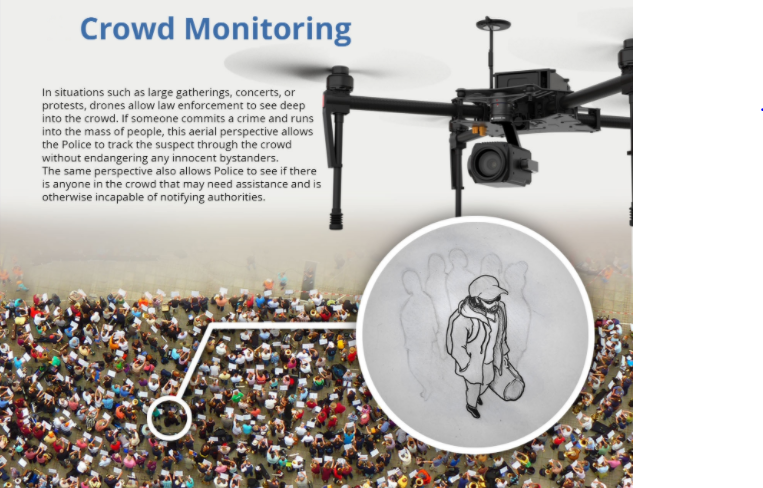 Crowd Monitoring
In situations such as large gatherings, concerts, or
protests, drones allow law enforcement to see deep
into the crowd. If someone commits a crime and runs
into the mass of people, this aerial perspective allows
the Police to track the suspect through the crowd
without endangering any innocent bystanders.
The same perspective also allows Police to see if there
is anyone in the crowd that may need assistance and is
otherwise incapable of notifying authorities.